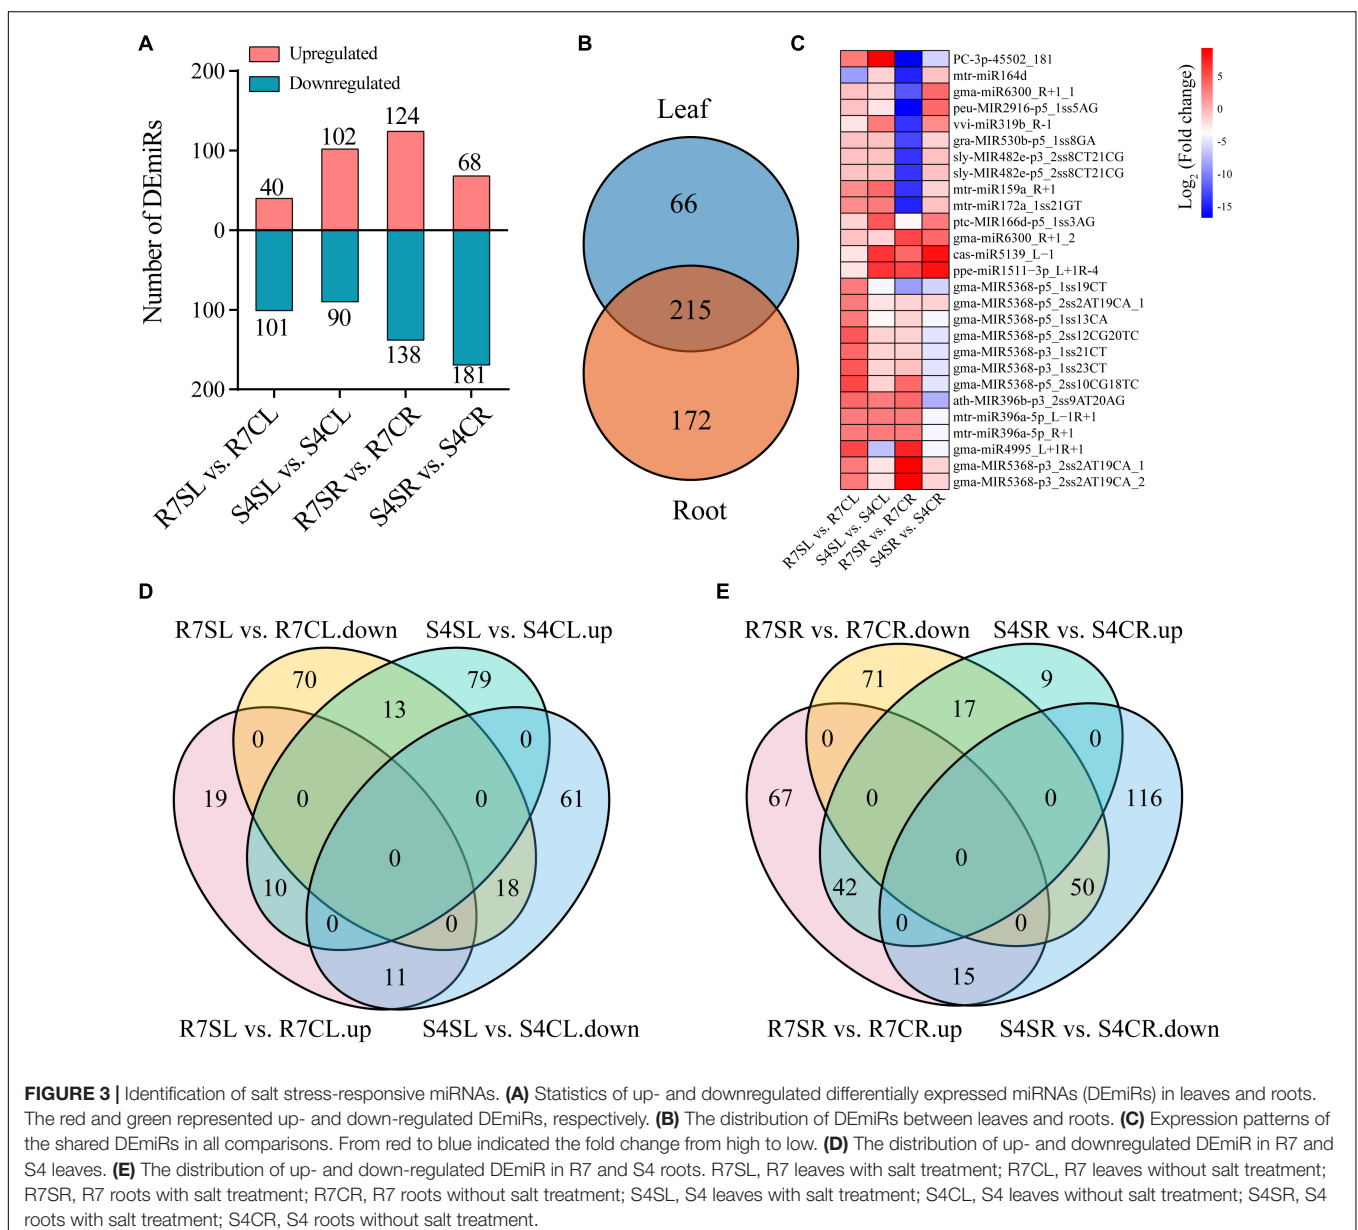 A
Upregulated
Downregulated
Number of DEmiRs
200
100
0
100
200
40
102
124
68
101
90
138
181
R7SL vs. R7CL
S4SL vs. S4CL
R7SR vs. R7CR
S4SR vs. S4CR
B
Leaf
66
215
172
Root
C
PC-3p-45502_181
mtr-miR164d
gma-miR6300_R+1_1
peu-MIR2916-p5_1ss5AG
vvi-miR319b_R-1
gra-MIR530b-p5_1ss8GA
sly-MIR482e-p3_2ss8CT21CG
sly-MIR482e-p5_2ss8CT21CG
mtr-miR159a_R+1
mtr-miR172a_1ss21GT
ptc-MIR166d-p5_1ss3AG
gma-miR6300_R+1_2
cas-miR5139_L−1
ppe-miR1511−3p_L+1R-4
gma-MIR5368-p5_1ss19CT
gma-MIR5368-p5_2ss2AT19CA_1
gma-MIR5368-p5_1ss13CA
gma-MIR5368-p5_2ss12CG20TC
gma-MIR5368-p3_1ss21CT
gma-MIR5368-p3_1ss23CT
gma-MIR5368-p5_2ss10CG18TC
ath-MIR396b-p3_2ss9AT20AG
mtr-miR396a-5p_L−1R+1
mtr-miR396a-5p_R+1
gma-miR4995_L+1R+1
gma-MIR5368-p3_2ss2AT19CA_1
gma-MIR5368-p3_2ss2AT19CA_2
R7SL vs. R7CL
S4SL vs. S4CL
R7SR vs. R7CR
S4SR vs. S4CR
Log2 (Fold change)
5
0
-5
-10
-15
D
R7SL vs. R7CL.down
S4SL vs. S4CL.up
70
79
13
0
0
19
0
0
61
0
10
18
0
0
11
R7SL vs. R7CL.up
S4SL vs. S4CL.down
E
R7SR vs. R7CR.down
S4SR vs. S4CR.up
71
9
17
0
0
67
0
0
116
0
42
50
0
0
15
R7SR vs. R7CR.up
S4SR vs. S4CR.down
FIGURE 3 | Identification of salt stress-responsive miRNAs. (A) Statistics of up- and downregulated differentially expressed miRNAs (DEmiRs) in leaves and roots.
The red and green represented up- and down-regulated DEmiRs, respectively. (B) The distribution of DEmiRs between leaves and roots. (C) Expression patterns of
the shared DEmiRs in all comparisons. From red to blue indicated the fold change from high to low. (D) The distribution of up- and downregulated DEmiR in R7 and
S4 leaves. (E) The distribution of up- and down-regulated DEmiR in R7 and S4 roots. R7SL, R7 leaves with salt treatment; R7CL, R7 leaves without salt treatment;
R7SR, R7 roots with salt treatment; R7CR, R7 roots without salt treatment; S4SL, S4 leaves with salt treatment; S4CL, S4 leaves without salt treatment; S4SR, S4
roots with salt treatment; S4CR, S4 roots without salt treatment.